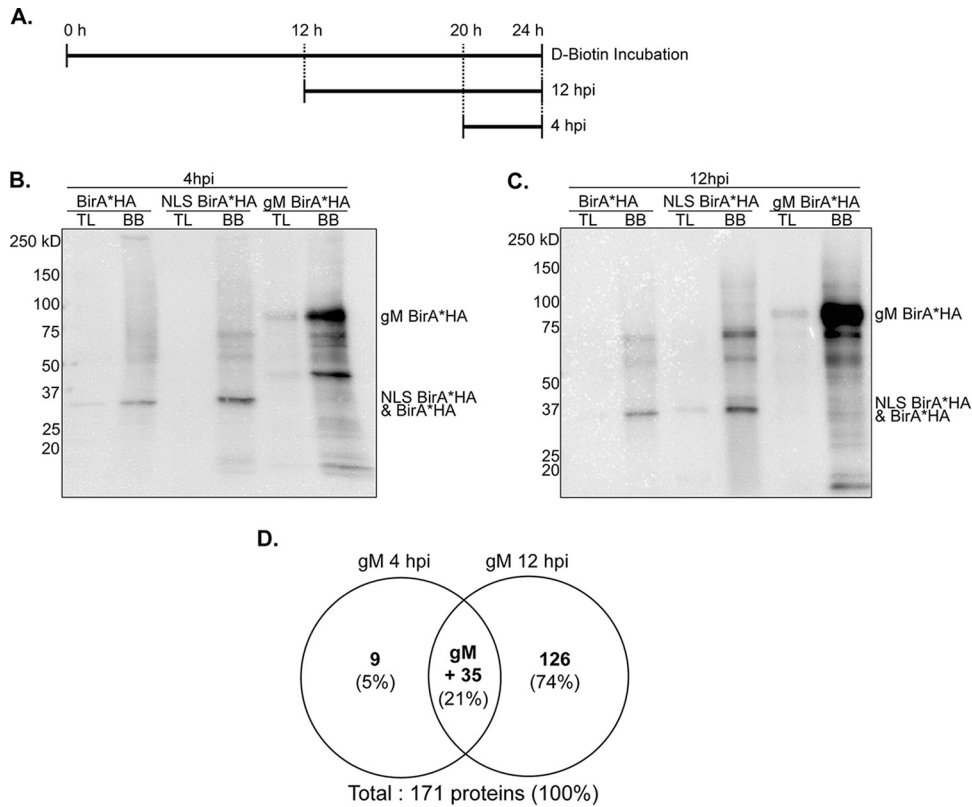 A.
0 h 12 h 20 h 24 h
D-Biotin Incubation
12 hpi
4 hpi
B.
4hpi
BirA*HA NLS BirA*HA gM BirA*HA
TL BB TL BB TL BB
250 kD
150
100
75
50
37
25
20
gM BirA*HA
NLS BirA*HA
& BirA*HA
C.
12hpi
BirA*HA NLS BirA*HA gM BirA*HA
TL BB TL BB TL BB
250 kD
150
100
75
50
37
25
20
gM BirA*HA
NLS BirA*HA
& BirA*HA
D.
gM 4 hpi gM 12 hpi
9
(5%)
gM
+ 35
(21%)
126
(74%)
Total : 171 proteins (100%)